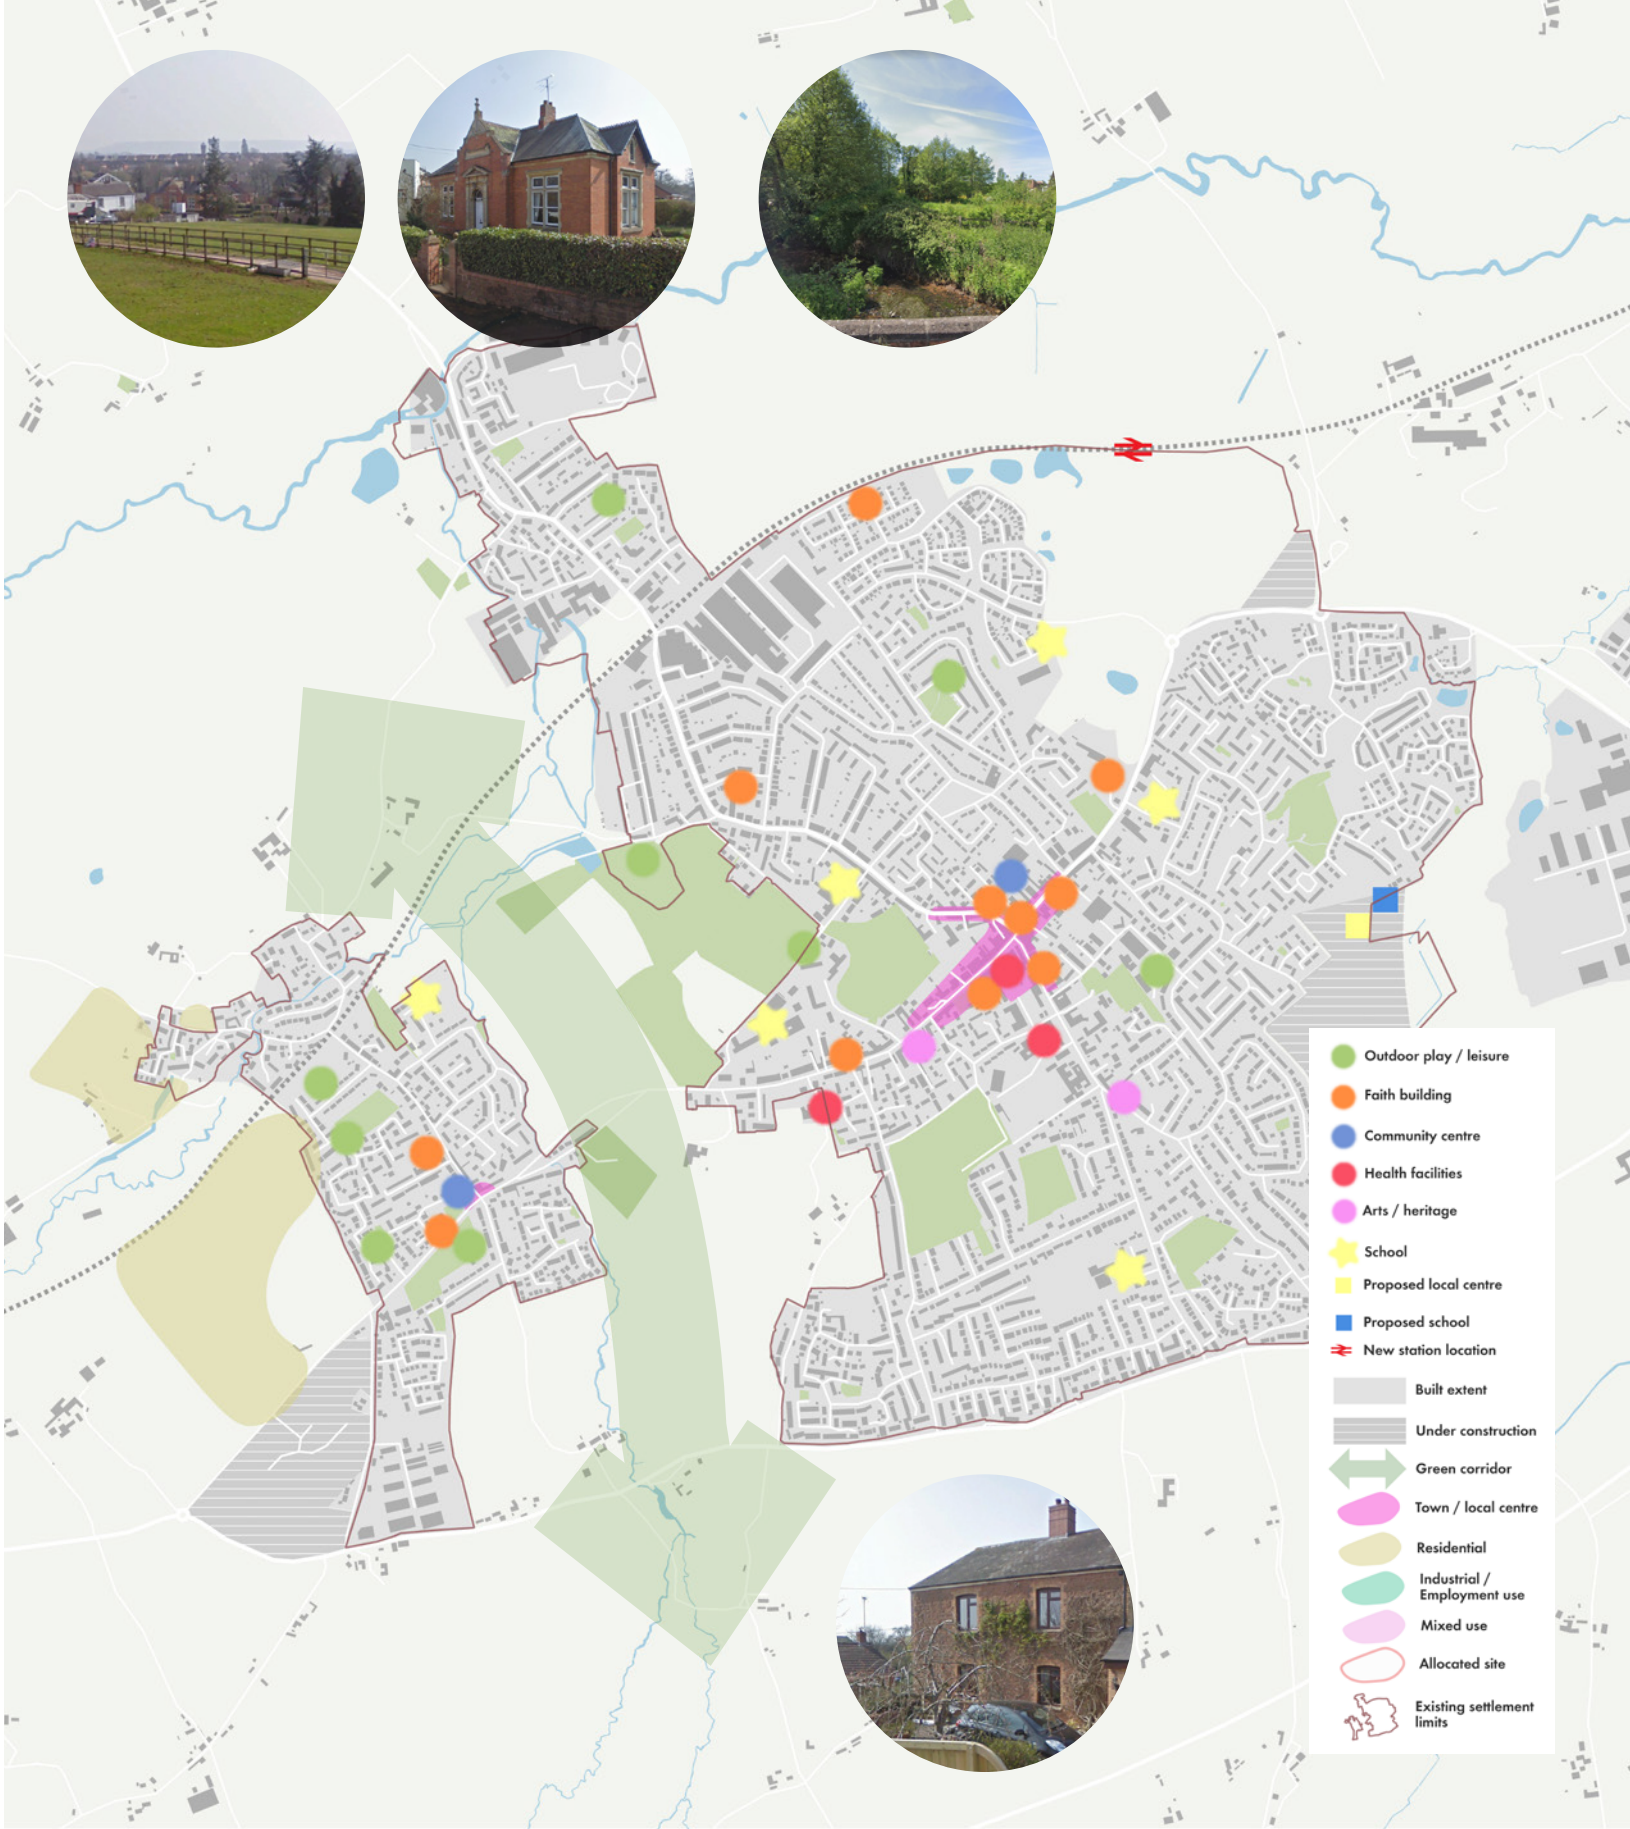 Outdoor play / leisure
Faith building
Community centre
Health facilities
Arts / heritage
School
Proposed local centre
Proposed school
New station location
Built extent
Under construction
Green corridor
Town / local centre
Residential
Industrial /
Employment use
Mixed use
Allocated site
Existing settlement
limits